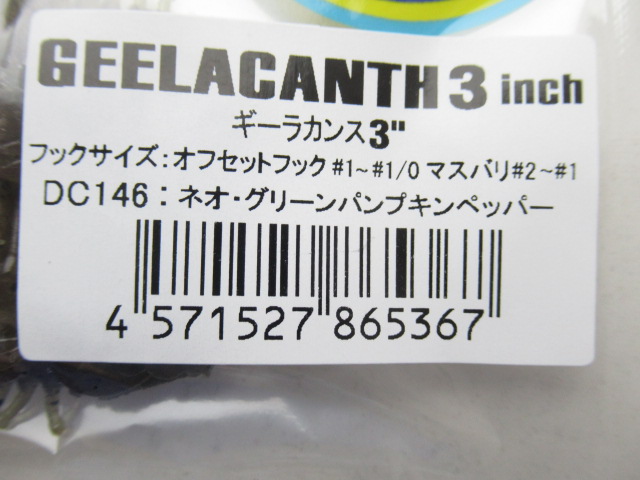 GEELACANTH 3 inch
ギーラカンス3"
フックサイズ：オフセットフック #1~#1/0 マスバリ#2~#1
DC146：ネオ・グリーンパンプキンペッパー
4 571527 865367